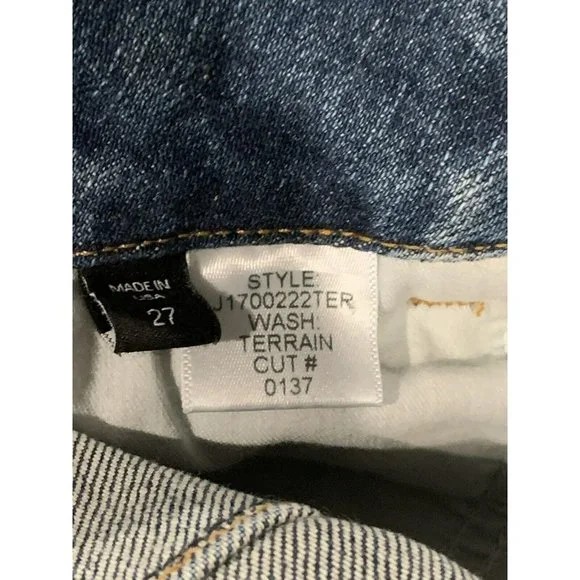 MADE IN
USA
27
STYLE:
J1700222TER
WASH:
TERRAIN
CUT #
0137